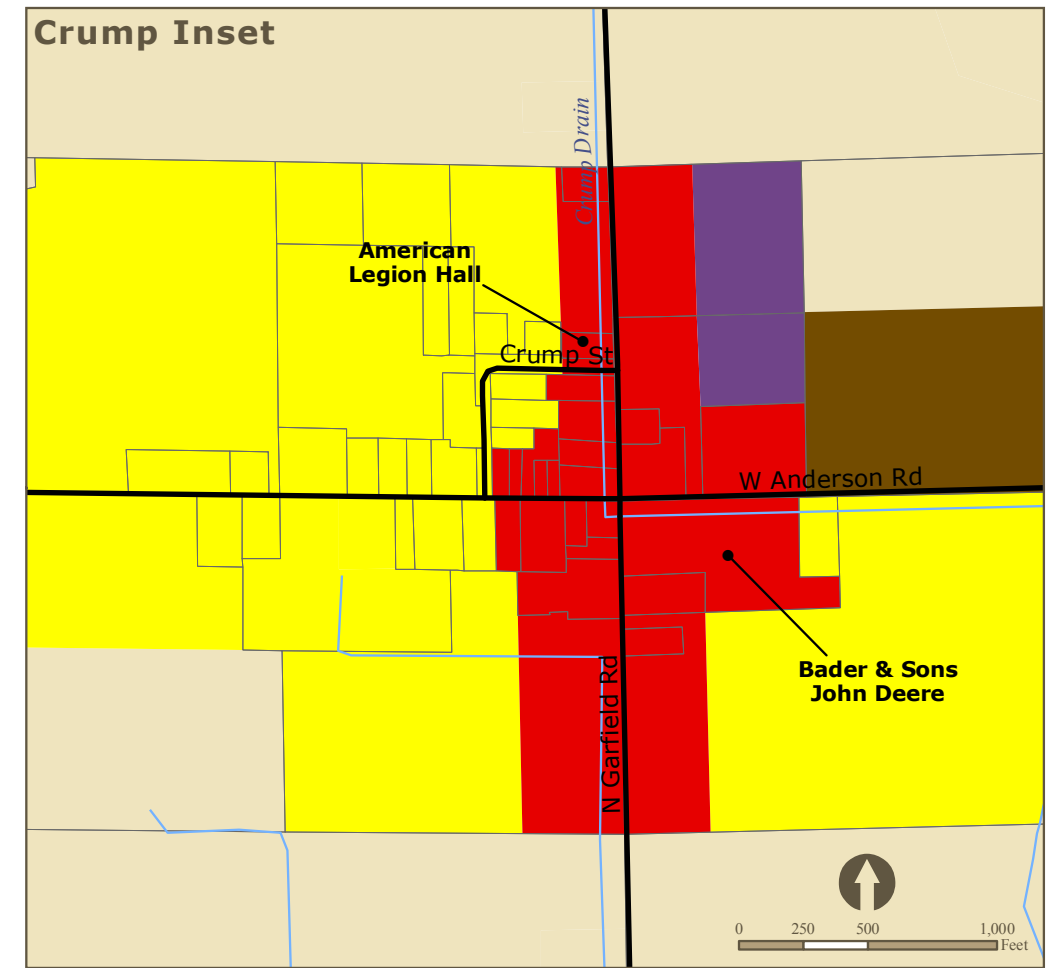 Crump Inset
Crump Drain
American
Legion Hall
Crump St
W Anderson Rd
Bader & Sons
John Deere
N Garfield Rd
0 250 500 1,000
Feet